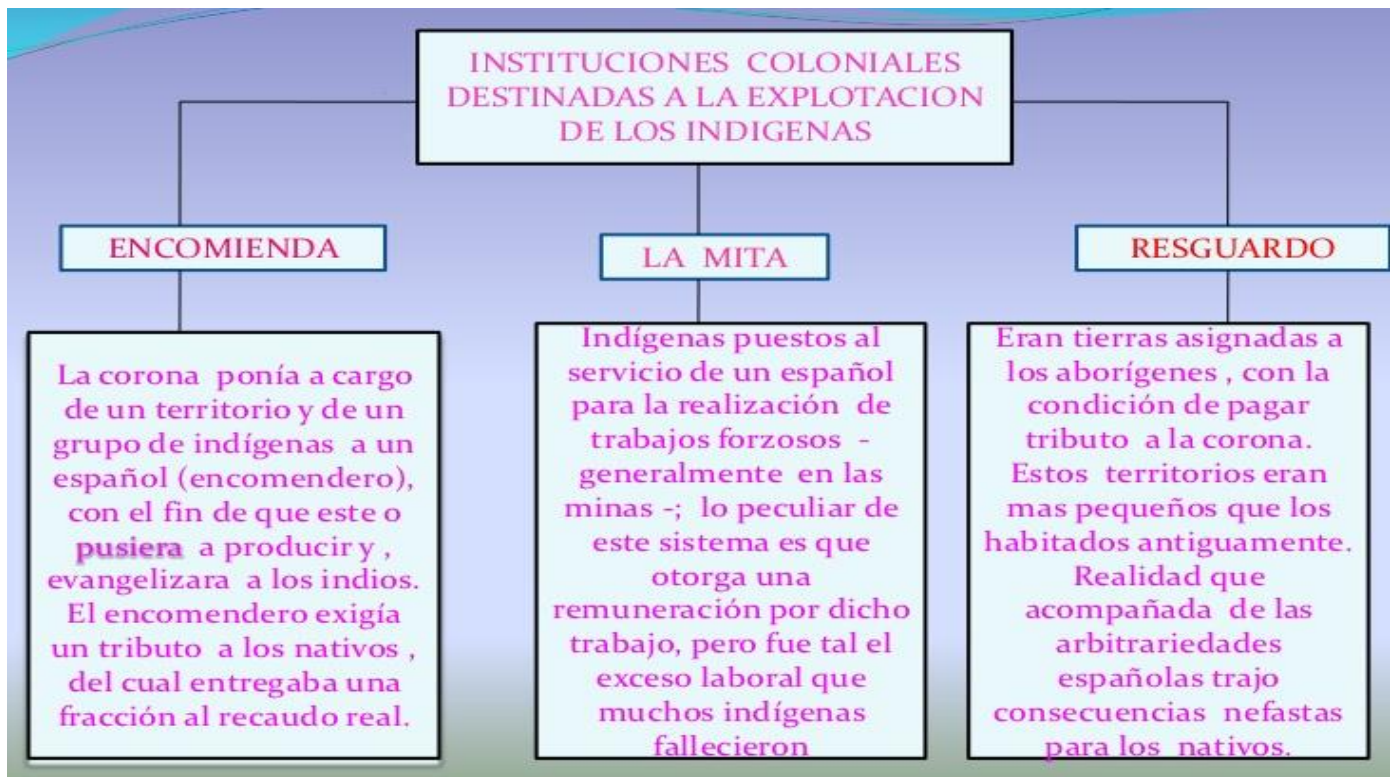 INSTITUCIONES COLONIALES
DESTINADAS A LA EXPLOTACION
DE LOS INDIGENAS
ENCOMIENDA
La corona ponía a cargo
de un territorio y de un
grupo de indígenas a un
español (encomendero),
con el fin de que este o
pusiera a producir y ,
evangelizara a los indios.
El encomendero exigía
un tributo a los nativos ,
del cual entregaba una
fracción al recaudo real.
LA MITA
Indígenas puestos al
servicio de un español
para la realización de
trabajos forzosos -
generalmente en las
minas -; lo peculiar de
este sistema es que
otorga una
remuneración por dicho
trabajo, pero fue tal el
exceso laboral que
muchos indígenas
fallecieron
RESGUARDO
Eran tierras asignadas a
los aborígenes , con la
condición de pagar
tributo a la corona.
Estos territorios eran
mas pequeños que los
habitados antiguamente.
Realidad que
acompañada de las
arbitrariedades
españolas trajo
consecuencias nefastas
para los nativos.